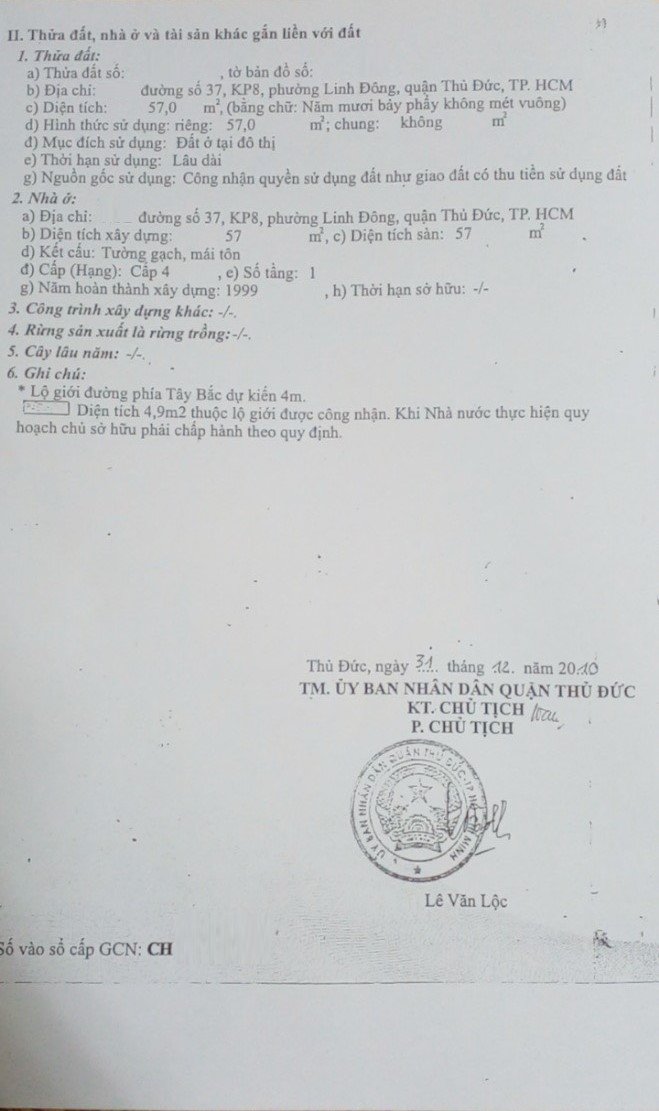 II. Thửa đất, nhà ở và tài sản khác gắn liền với đất
1. Thửa đất:
a) Thửa đất số: , tờ bản đồ số:
b) Địa chỉ: đường số 37, KP8, phường Linh Đông, quận Thủ Đức, TP. HCM
c) Diện tích: 57,0 m², (bằng chữ: Năm mươi bảy phẩy không mét vuông)
d) Hình thức sử dụng: riêng: 57,0 m²; chung: không m²
đ) Mục đích sử dụng: Đất ở tại đô thị
e) Thời hạn sử dụng: Lâu dài
g) Nguồn gốc sử dụng: Công nhận quyền sử dụng đất như giao đất có thu tiền sử dụng đất
2. Nhà ở:
a) Địa chỉ: đường số 37, KP8, phường Linh Đông, quận Thủ Đức, TP. HCM
b) Diện tích xây dựng: 57 m², c) Diện tích sàn: 57 m²
d) Kết cấu: Tường gạch, mái tôn
đ) Cấp (Hạng): Cấp 4 , e) Số tầng: 1
g) Năm hoàn thành xây dựng: 1999 , h) Thời hạn sở hữu: -/-
3. Công trình xây dựng khác: -/-.
4. Rừng sản xuất là rừng trồng: -/-.
5. Cây lâu năm: -/-.
6. Ghi chú:
* Lộ giới đường phía Tây Bắc dự kiến 4m.
Diện tích 4,9m2 thuộc lộ giới được công nhận. Khi Nhà nước thực hiện quy
hoạch chủ sở hữu phải chấp hành theo quy định.
Thủ Đức, ngày 31 tháng 12. năm 2010
TM. ỦY BAN NHÂN DÂN QUẬN THỦ ĐỨC
KT. CHỦ TỊCH
P. CHỦ TỊCH
ỦY BAN NHÂN DÂN QUẬN THỦ ĐỨC-TP HỒ CHÍ MINH
Lê Văn Lộc
Số vào sổ cấp GCN: CH